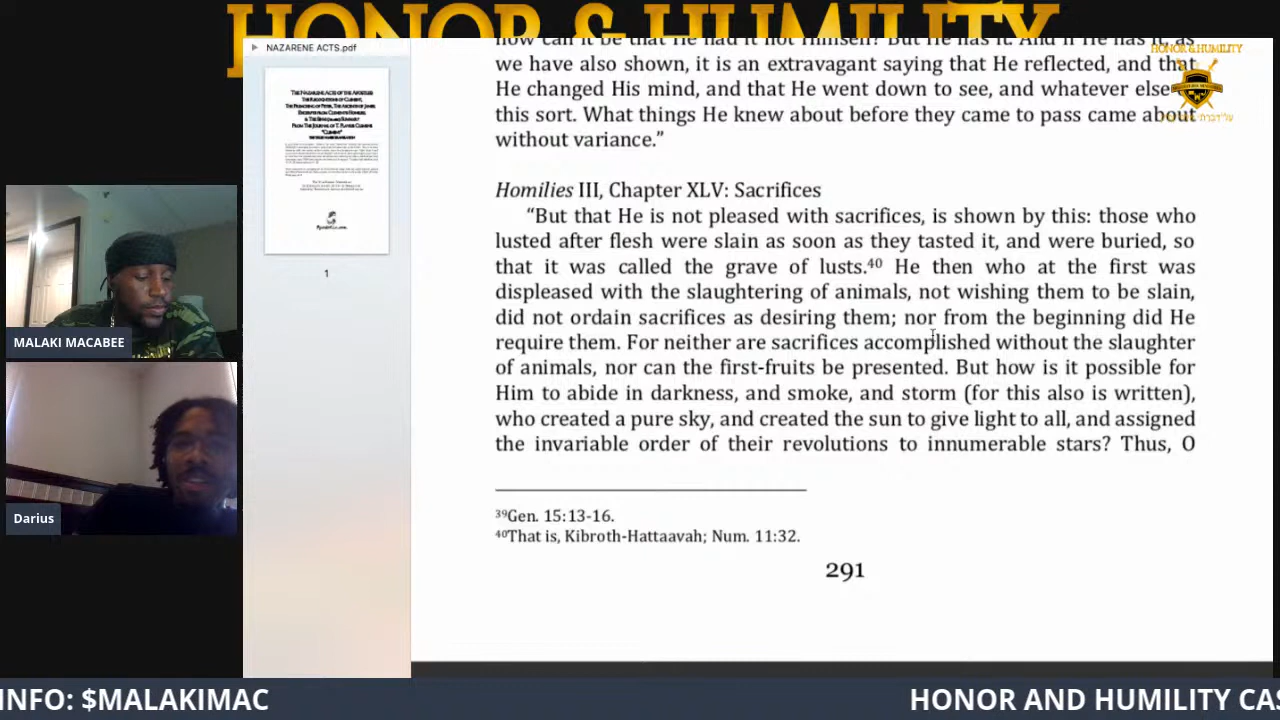 HONOR & HUMILITY
NAZARENE ACTS.pdf
THE NAZARENE ACTS OF THE APOSTLES
1
how can it be that He had it not Himself? But He has it. And if He has it, as
we have also shown, it is an extravagant saying that He reflected, and that
He changed His mind, and that He went down to see, and whatever else
this sort. What things He knew about before they came to pass came about
without variance.”
HONOR & HUMILITY
Homilies III, Chapter XLV: Sacrifices
“But that He is not pleased with sacrifices, is shown by this: those who
lusted after flesh were slain as soon as they tasted it, and were buried, so
that it was called the grave of lusts.⁴⁰ He then who at the first was
displeased with the slaughtering of animals, not wishing them to be slain,
did not ordain sacrifices as desiring them; nor from the beginning did He
require them. For neither are sacrifices accomplished without the slaughter
of animals, nor can the first-fruits be presented. But how is it possible for
Him to abide in darkness, and smoke, and storm (for this also is written),
who created a pure sky, and created the sun to give light to all, and assigned
the invariable order of their revolutions to innumerable stars? Thus, O
³⁹Gen. 15:13-16.
⁴⁰That is, Kibroth-Hattaavah; Num. 11:32.
291
MALAKI MACABEE
Darius
INFO: $MALAKIMAC
HONOR AND HUMILITY CAS